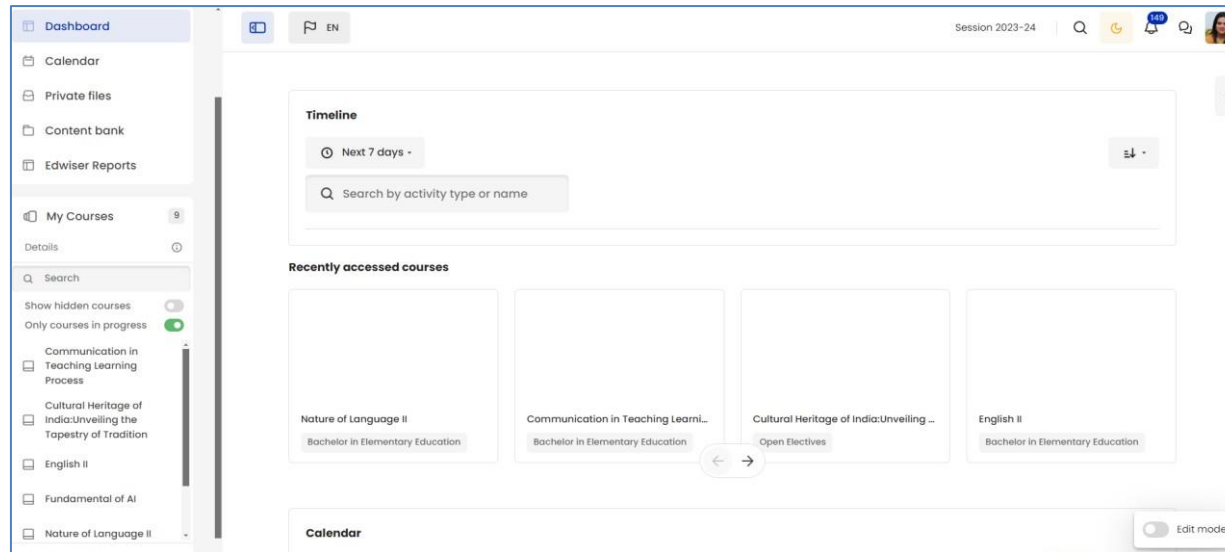 Dashboard
Calendar
Private files
Content bank
Edwiser Reports
My Courses 9
Details
Search
Show hidden courses
Only courses in progress
Communication in
Teaching Learning
Process
Cultural Heritage of
India:Unveiling the
Tapestry of Tradition
English II
Fundamental of AI
Nature of Language II
EN
Session 2023-24
149
Timeline
Next 7 days
Search by activity type or name
Recently accessed courses
Nature of Language II
Bachelor in Elementary Education
Communication in Teaching Learni...
Bachelor in Elementary Education
Cultural Heritage of India:Unveiling ...
Open Electives
English II
Bachelor in Elementary Education
Calendar
Edit mode